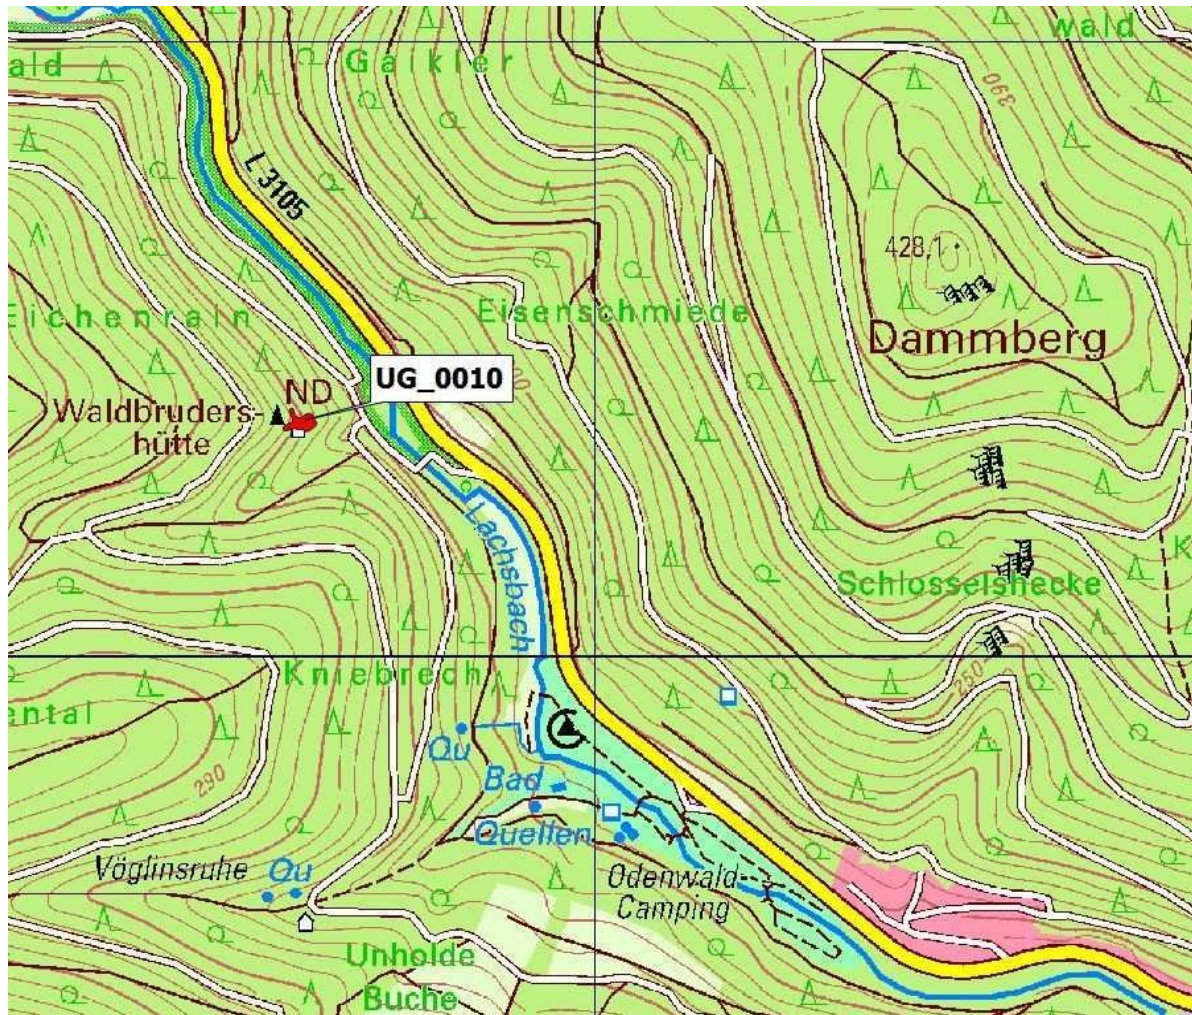 wald
ald
Gaikler
390
L 3105
428,1
Eichenrain
Eisenschmiede
Dammberg
UG_0010
ND
Waldbruders-
hütte
Lachsbach
Schlosselshecke
K
Kniebrech
250
ental
Qu
290
Bad
Quellen
Vöglinsruhe
Qu
Odenwald-
Camping
Unholde
Buche